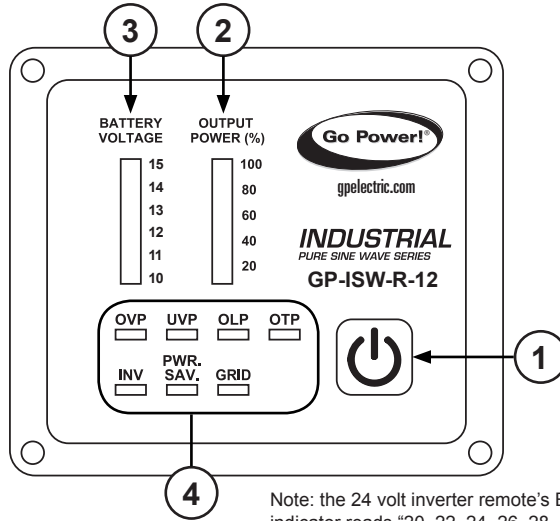 3
2
BATTERY VOLTAGE
OUTPUT POWER (%)
15
14
13
12
11
10
100
80
60
40
20
Go Power!®
gpelectric.com
INDUSTRIAL
PURE SINE WAVE SERIES
GP-ISW-R-12
OVP UVP OLP OTP
INV PWR. SAV. GRID
1
4
Note: the 24 volt inverter remote's